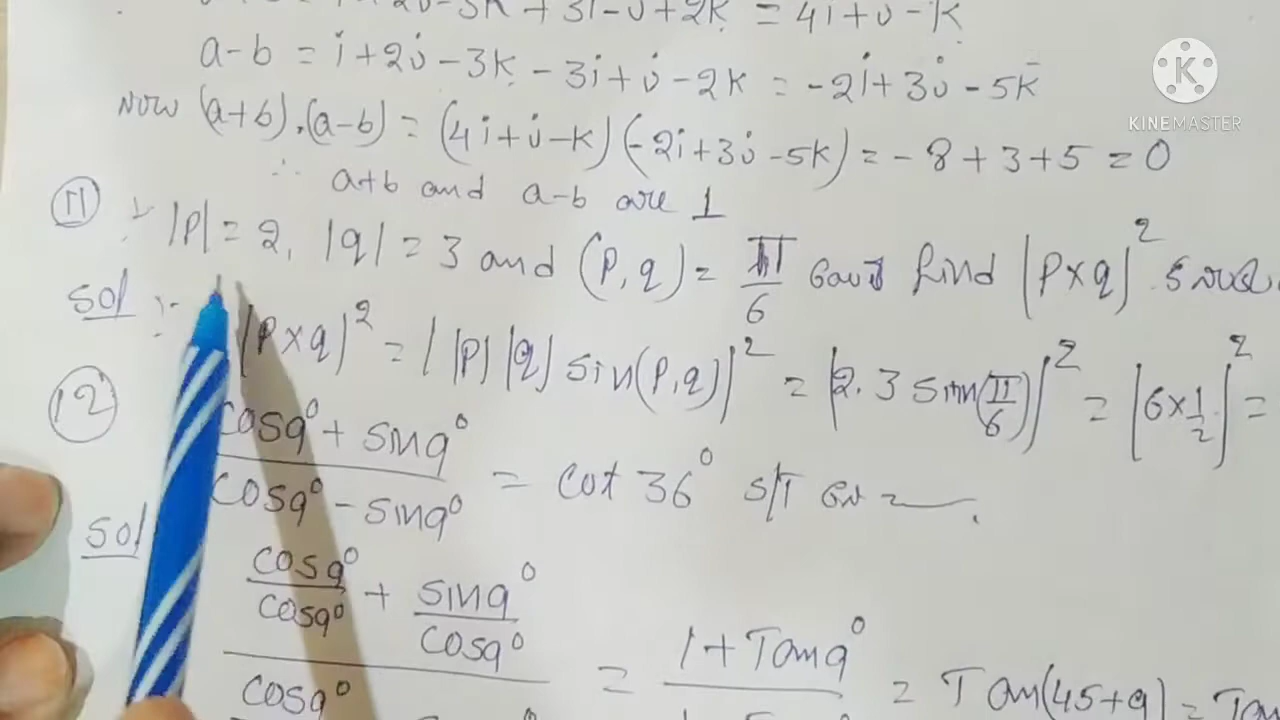 = 4i+j-k
a-b = i+2j-3k-3i+j-2k = -2i+3j-5k
Now (a+b).(a-b) = (4i+j-k)(-2i+3j-5k) = -8+3+5 = 0
∴ a+b and a-b are ⊥
11 |P| = 2, |q| = 3 and (P,q) = π/6 find |P×q|²
Sol :- |P×q|² = ||P||q| sin(P,q)|² = |2.3 sin(π/6)|² = |6×1/2|² =
12 cos9°+sin9° / cos9°-sin9° = cot 36° S/T
Sol
cos9°/cos9° + sin9°/cos9°
cos9°
= 1+Tan9° = Tan(45+9) = Tan
KINEMASTER